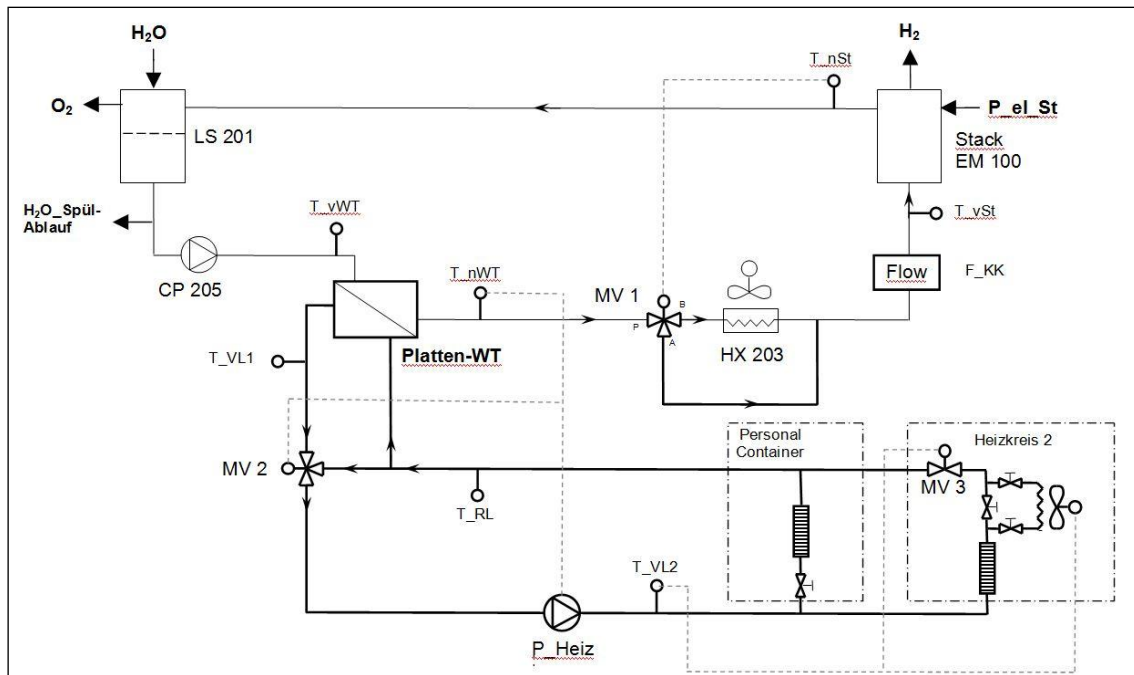 H₂O
H₂
T_nSt
O₂
P_el_St
LS 201
Stack
EM 100
H₂O_Spül-
Ablauf
T_vWT
T_vSt
T_nWT
Flow
F_KK
CP 205
MV 1
B
P
A
HX 203
T_VL1
Platten-WT
Personal
Container
Heizkreis 2
MV 2
MV 3
T_RL
T_VL2
P_Heiz